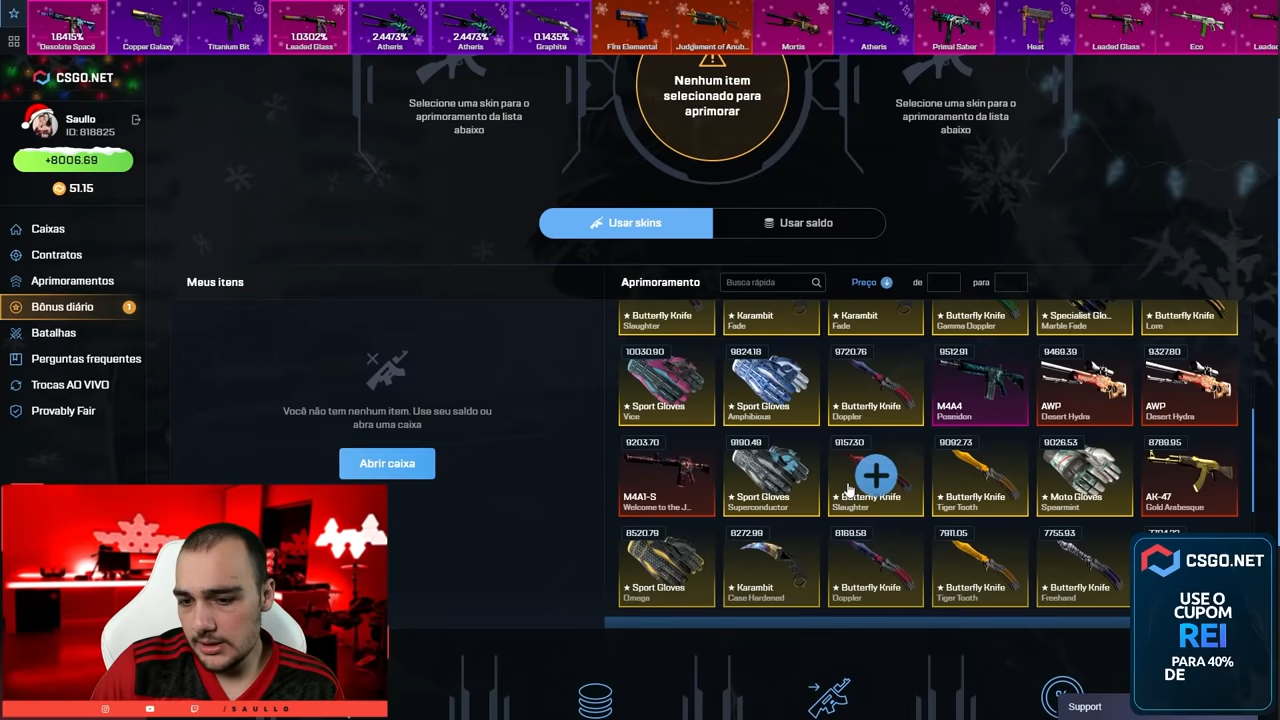 1.6415%
Desolate Space
Copper Galaxy
Titanium Bit
1.0302%
Leaded Glass
2.4473%
Atheris
2.4473%
Atheris
0.1435%
Graphite
Fire Elemental
Judgement of Anub..
Mortis
Atheris
Primal Saber
Heat
Leaded Glass
Eco
CSGO.NET
Saullo
ID: 818825
+8006.69
51.15
Caixas
Contratos
Aprimoramentos
Bônus diário
1
Batalhas
Perguntas frequentes
Trocas AO VIVO
Provably Fair
Selecione uma skin para o
aprimoramento da lista
abaixo
Nenhum item
selecionado para
aprimorar
Selecione uma skin para o
aprimoramento da lista
abaixo
Usar skins
Usar saldo
Meus itens
Você não tem nenhum item. Use seu saldo ou
abra uma caixa
Abrir caixa
Aprimoramento
Busca rápida
Preço
de
para
★ Butterfly Knife
Slaughter
★ Karambit
Fade
★ Karambit
Fade
★ Butterfly Knife
Gamma Doppler
★ Specialist Glo...
Marble Fade
★ Butterfly Knife
Lore
10030.90
★ Sport Gloves
Vice
9824.18
★ Sport Gloves
Amphibious
9720.76
★ Butterfly Knife
Doppler
9512.91
M4A4
Poseidon
9469.39
AWP
Desert Hydra
9327.80
AWP
Desert Hydra
9203.70
M4A1-S
Welcome to the J...
9190.49
★ Sport Gloves
Superconductor
9157.30
★ Butterfly Knife
Slaughter
9092.73
★ Butterfly Knife
Tiger Tooth
9026.53
★ Moto Gloves
Spearmint
8789.95
AK-47
Gold Arabesque
8520.79
★ Sport Gloves
Omega
8272.99
★ Karambit
Case Hardened
8169.58
★ Butterfly Knife
Doppler
7911.05
★ Butterfly Knife
Tiger Tooth
7755.93
★ Butterfly Knife
Freehand
CSGO.NET
USE O
CUPOM
REI
PARA 40%
DE
Support
/SAULLO